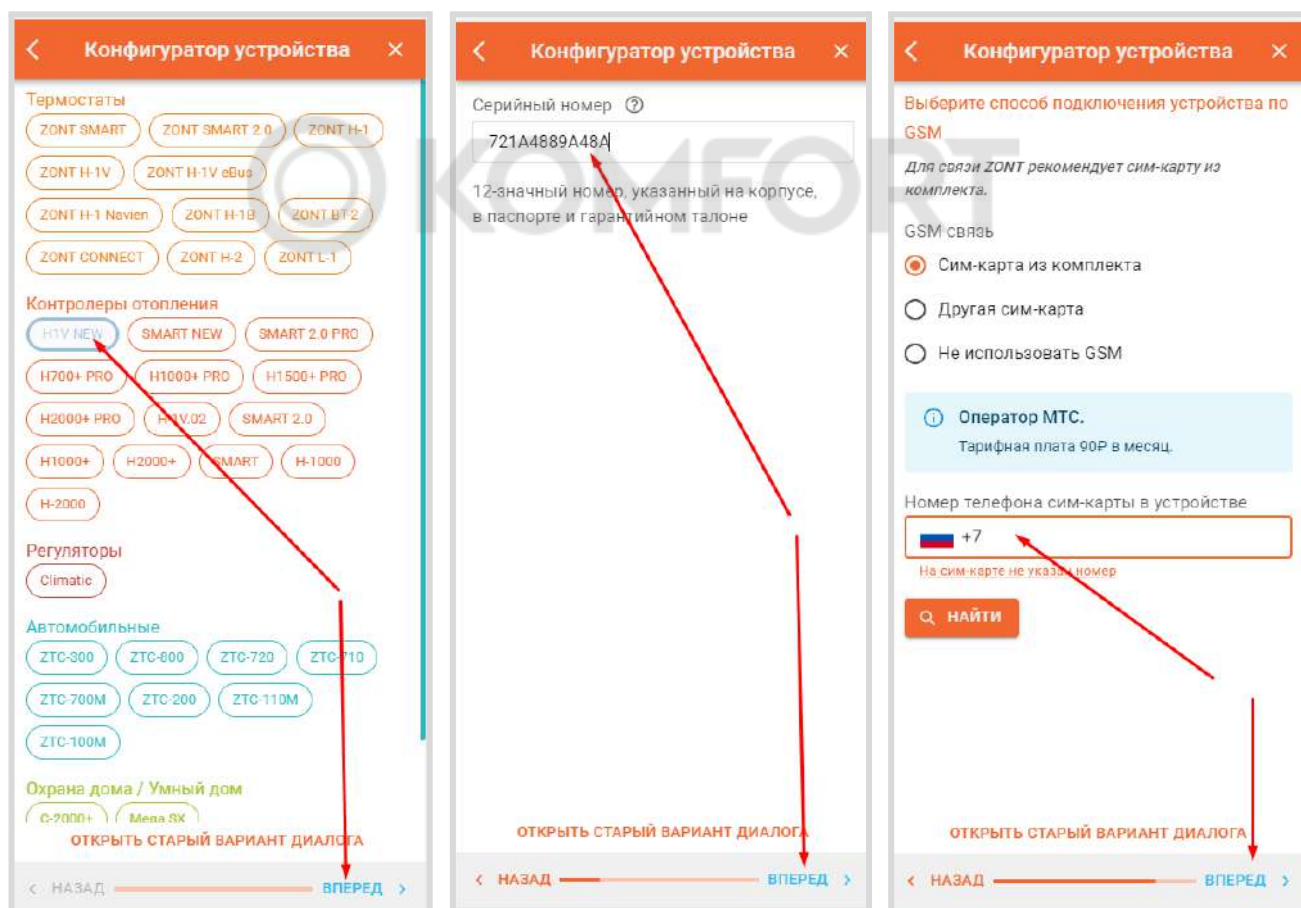 Конфигуратор устройства
Термостаты
ZONT SMART
ZONT SMART 2.0
ZONT H-1
ZONT H-1V
ZONT H-1V eBus
ZONT H-1 Navien
ZONT H-1B
ZONT BT-2
ZONT CONNECT
ZONT H-2
ZONT L-1
Контролеры отопления
H1V NEW
SMART NEW
SMART 2.0 PRO
H700+ PRO
H1000+ PRO
H1500+ PRO
H2000+ PRO
H-1V.02
SMART 2.0
H1000+
H2000+
SMART
H-1000
H-2000
Регуляторы
Climatic
Автомобильные
ZTC-300
ZTC-800
ZTC-720
ZTC-710
ZTC-700M
ZTC-200
ZTC-110M
ZTC-100M
Охрана дома / Умный дом
C-2000+
Mega SX
ОТКРЫТЬ СТАРЫЙ ВАРИАНТ ДИАЛОГА
НАЗАД
ВПЕРЕД
Конфигуратор устройства
Серийный номер
721A4889A48A
12-значный номер, указанный на корпусе,
в паспорте и гарантийном талоне
ОТКРЫТЬ СТАРЫЙ ВАРИАНТ ДИАЛОГА
НАЗАД
ВПЕРЕД
Конфигуратор устройства
Выберите способ подключения устройства по
GSM
Для связи ZONT рекомендует сим-карту из
комплекта.
GSM связь
Сим-карта из комплекта
Другая сим-карта
Не использовать GSM
Оператор МТС.
Тарифная плата 90₽ в месяц.
Номер телефона сим-карты в устройстве
+7
На сим-карте не указан номер
НАЙТИ
ОТКРЫТЬ СТАРЫЙ ВАРИАНТ ДИАЛОГА
НАЗАД
ВПЕРЕД
KOMFORT